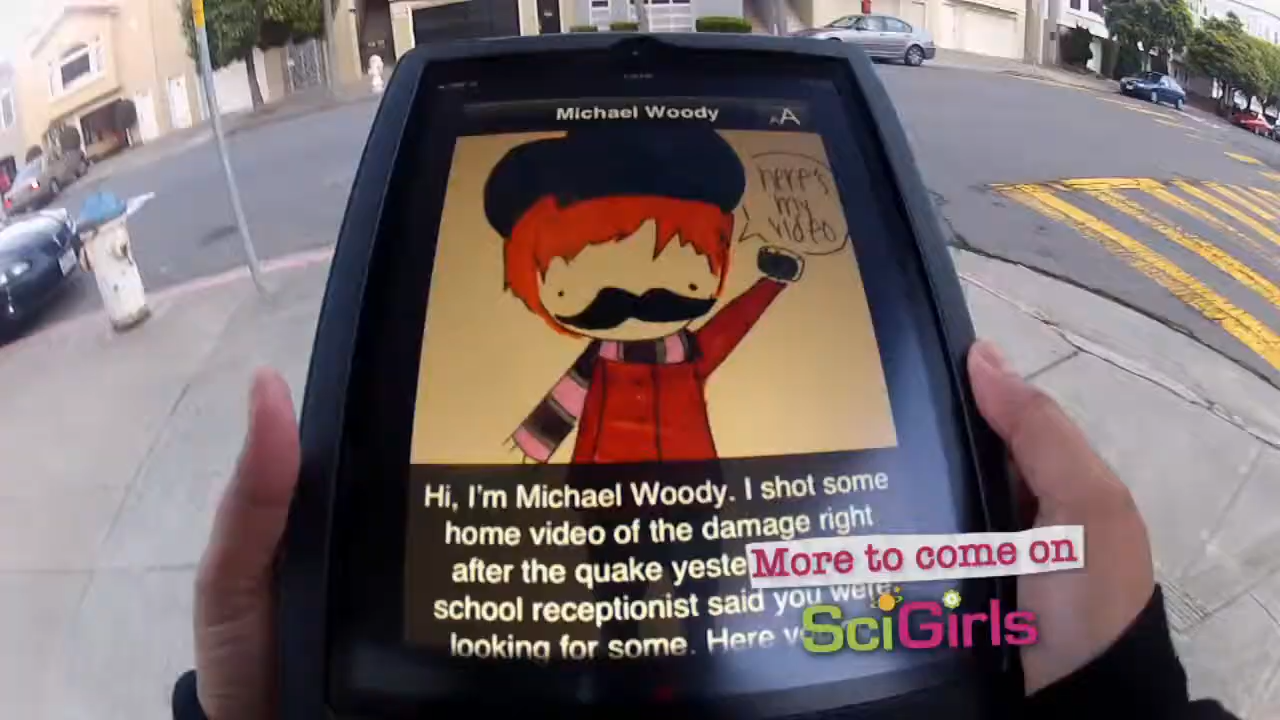 Michael Woody
AA
here's
my
video
Hi, I'm Michael Woody. I shot some
home video of the damage right
after the quake
school receptionist said you were
looking for some. Here
More to come on
SciGirls